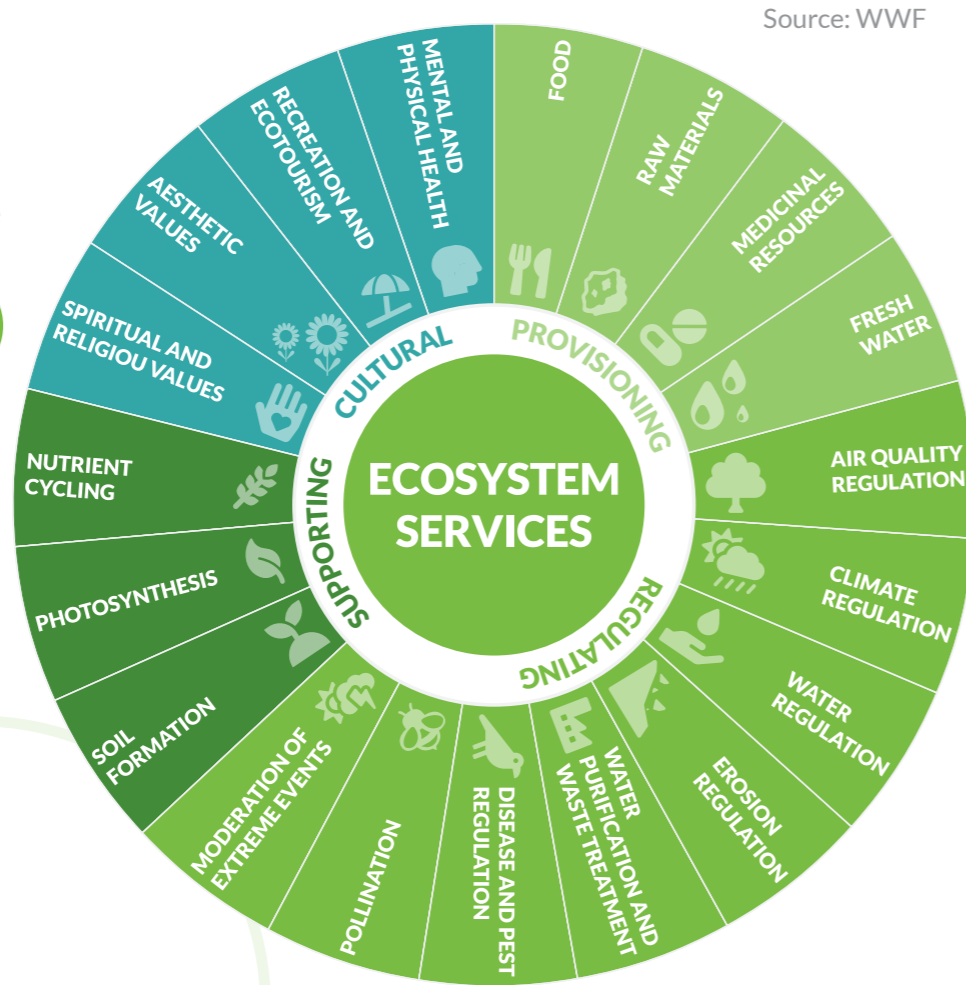 Source: WWF
ECOSYSTEM
SERVICES
PROVISIONING
FOOD
RAW
MATERIALS
MEDICINAL
RESOURCES
FRESH
WATER
REGULATING
AIR QUALITY
REGULATION
CLIMATE
REGULATION
WATER
REGULATION
EROSION
REGULATION
WATER
PURIFICATION AND
WASTE TREATMENT
DISEASE AND PEST
REGULATION
POLLINATION
MODERATION OF
EXTREME EVENTS
SUPPORTING
SOIL
FORMATION
PHOTOSYNTHESIS
NUTRIENT
CYCLING
CULTURAL
SPIRITUAL AND
RELIGIOU VALUES
AESTHETIC
VALUES
RECREATION AND
ECOTOURISM
MENTAL AND
PHYSICAL HEALTH